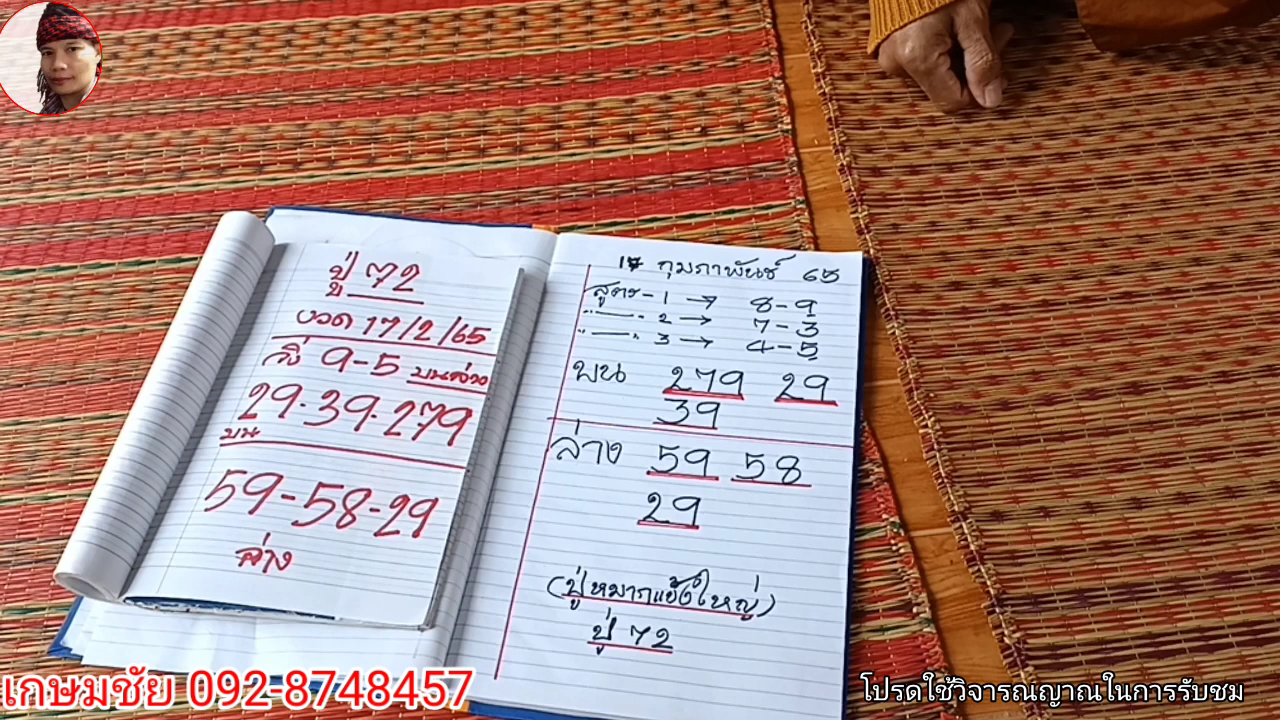 ปู่ 72
งวด 17/2/65
วิ่ง 9-5 บนล่าง
29.39.279
บน
59-58-29
ล่าง
17 กุมภาพันธ์ 65
สูตร-1 → 8-9
"—" 2 → 7-3
"—" 3 → 4-5
บน 279 29
39
ล่าง 59 58
29
(ปู่หมากแข้งใหญ่)
ปู่ 72
เกษมชัย 092-8748457
โปรดใช้วิจารณญาณในการรับชม